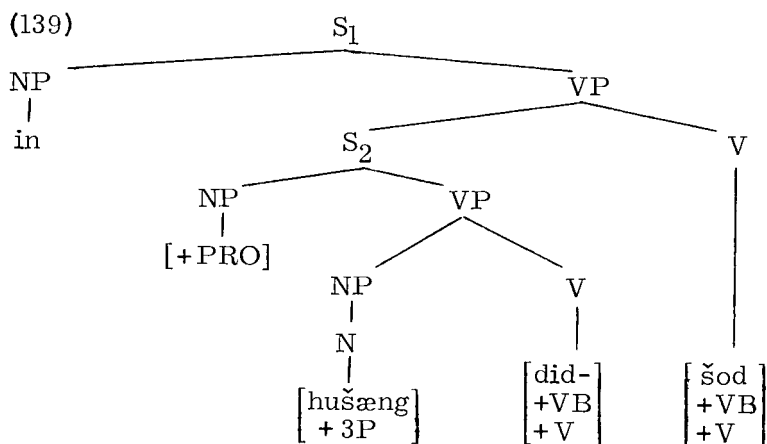 (139)
S1
NP VP
in
S2 V
NP VP
[+PRO]
NP V
N
[hušæng [did- [šod
+3P] +VB +VB
+V] +V]